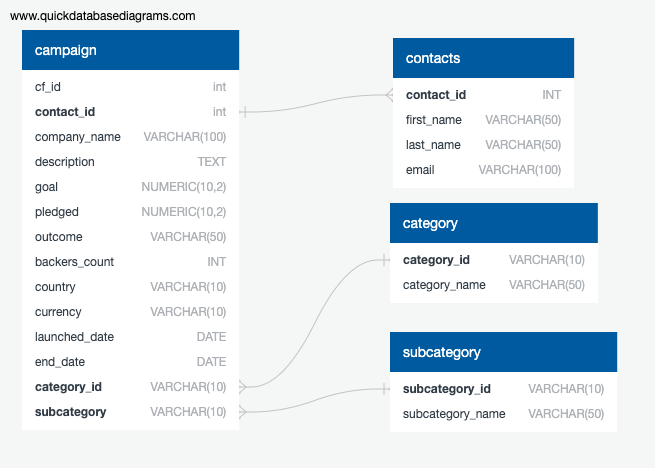 www.quickdatabasediagrams.com
campaign
cf_id int
contact_id int
company_name VARCHAR(100)
description TEXT
goal NUMERIC(10,2)
pledged NUMERIC(10,2)
outcome VARCHAR(50)
backers_count INT
country VARCHAR(10)
currency VARCHAR(10)
launched_date DATE
end_date DATE
category_id VARCHAR(10)
subcategory VARCHAR(10)
contacts
contact_id INT
first_name VARCHAR(50)
last_name VARCHAR(50)
email VARCHAR(100)
category
category_id VARCHAR(10)
category_name VARCHAR(50)
subcategory
subcategory_id VARCHAR(10)
subcategory_name VARCHAR(50)